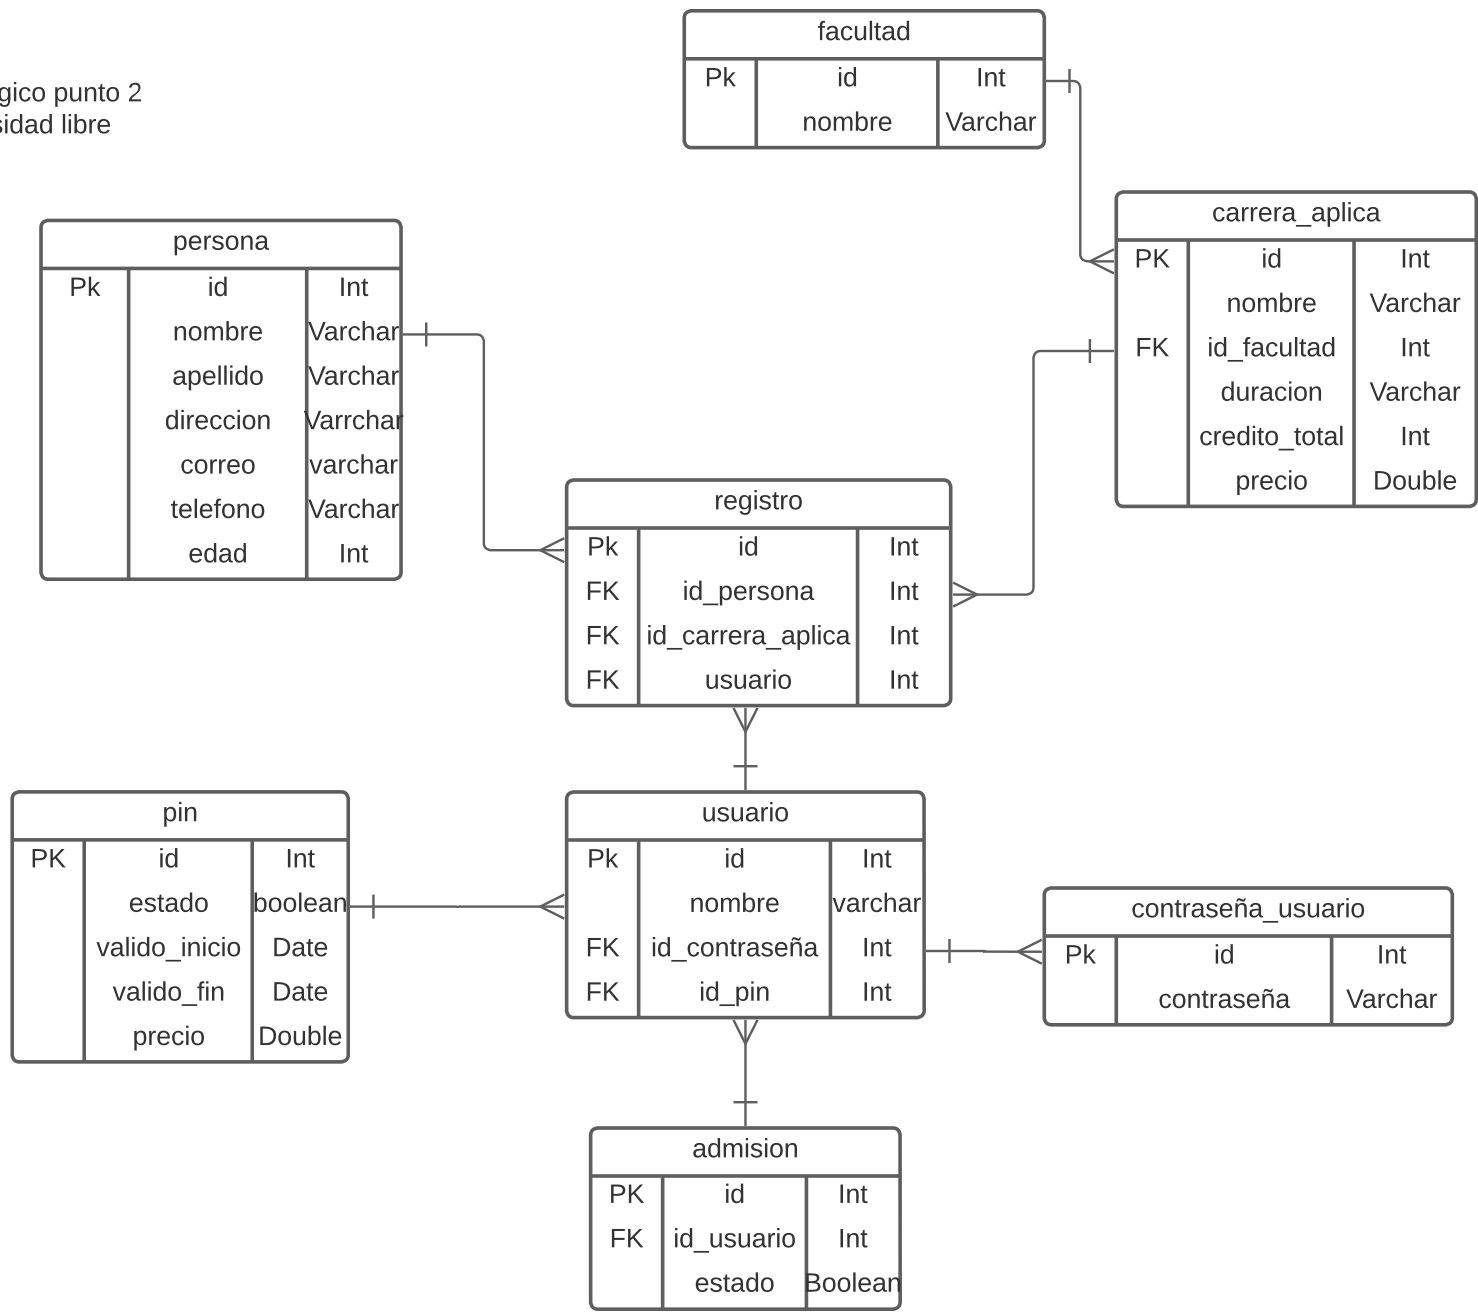 facultad
Pk id Int
nombre Varchar
gico punto 2
sidad libre
carrera_aplica
PK id Int
nombre Varchar
FK id_facultad Int
duracion Varchar
credito_total Int
precio Double
persona
Pk id Int
nombre Varchar
apellido Varchar
direccion Varrchar
correo varchar
telefono Varchar
edad Int
registro
Pk id Int
FK id_persona Int
FK id_carrera_aplica Int
FK usuario Int
pin
PK id Int
estado boolean
valido_inicio Date
valido_fin Date
precio Double
usuario
Pk id Int
nombre varchar
FK id_contraseña Int
FK id_pin Int
contraseña_usuario
Pk id Int
contraseña Varchar
admision
PK id Int
FK id_usuario Int
estado Boolean